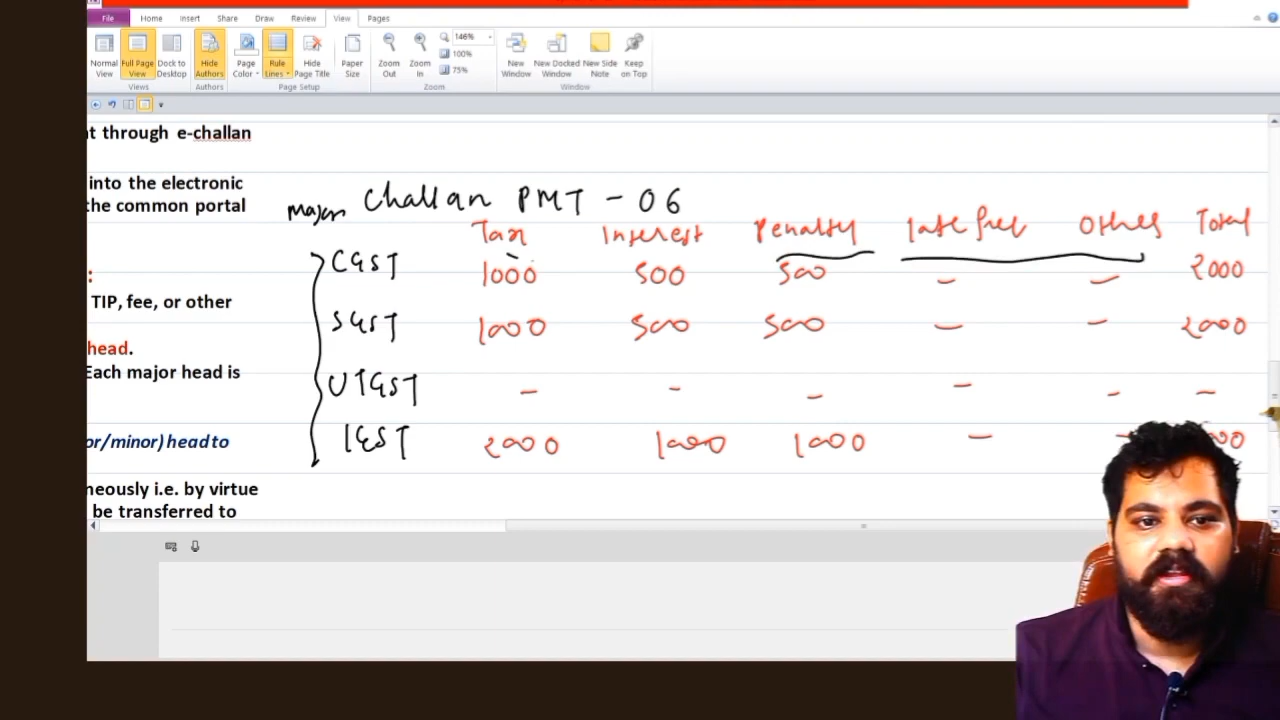 File Home Insert Share Draw Review View Pages
146%
100%
75%
Normal View Full Page View Dock to Desktop Hide Authors Page Color Rule Lines Hide Page Title Paper Size Zoom Out Zoom In New Window New Docked Window New Side Note Keep on Top
Views Authors Page Setup Zoom Window
t through e-challan
into the electronic
the common portal
:
TIP, fee, or other
head.
Each major head is
or/minor) head to
neously i.e. by virtue
be transferred to
major Challan PMT - 06
Tax Interest Penalty late fee Others Total
CGST 1000 500 500 - - 2000
SGST 1000 500 500 - - 2000
UTGST - - - - - -
IGST 2000 1000 1000 - -